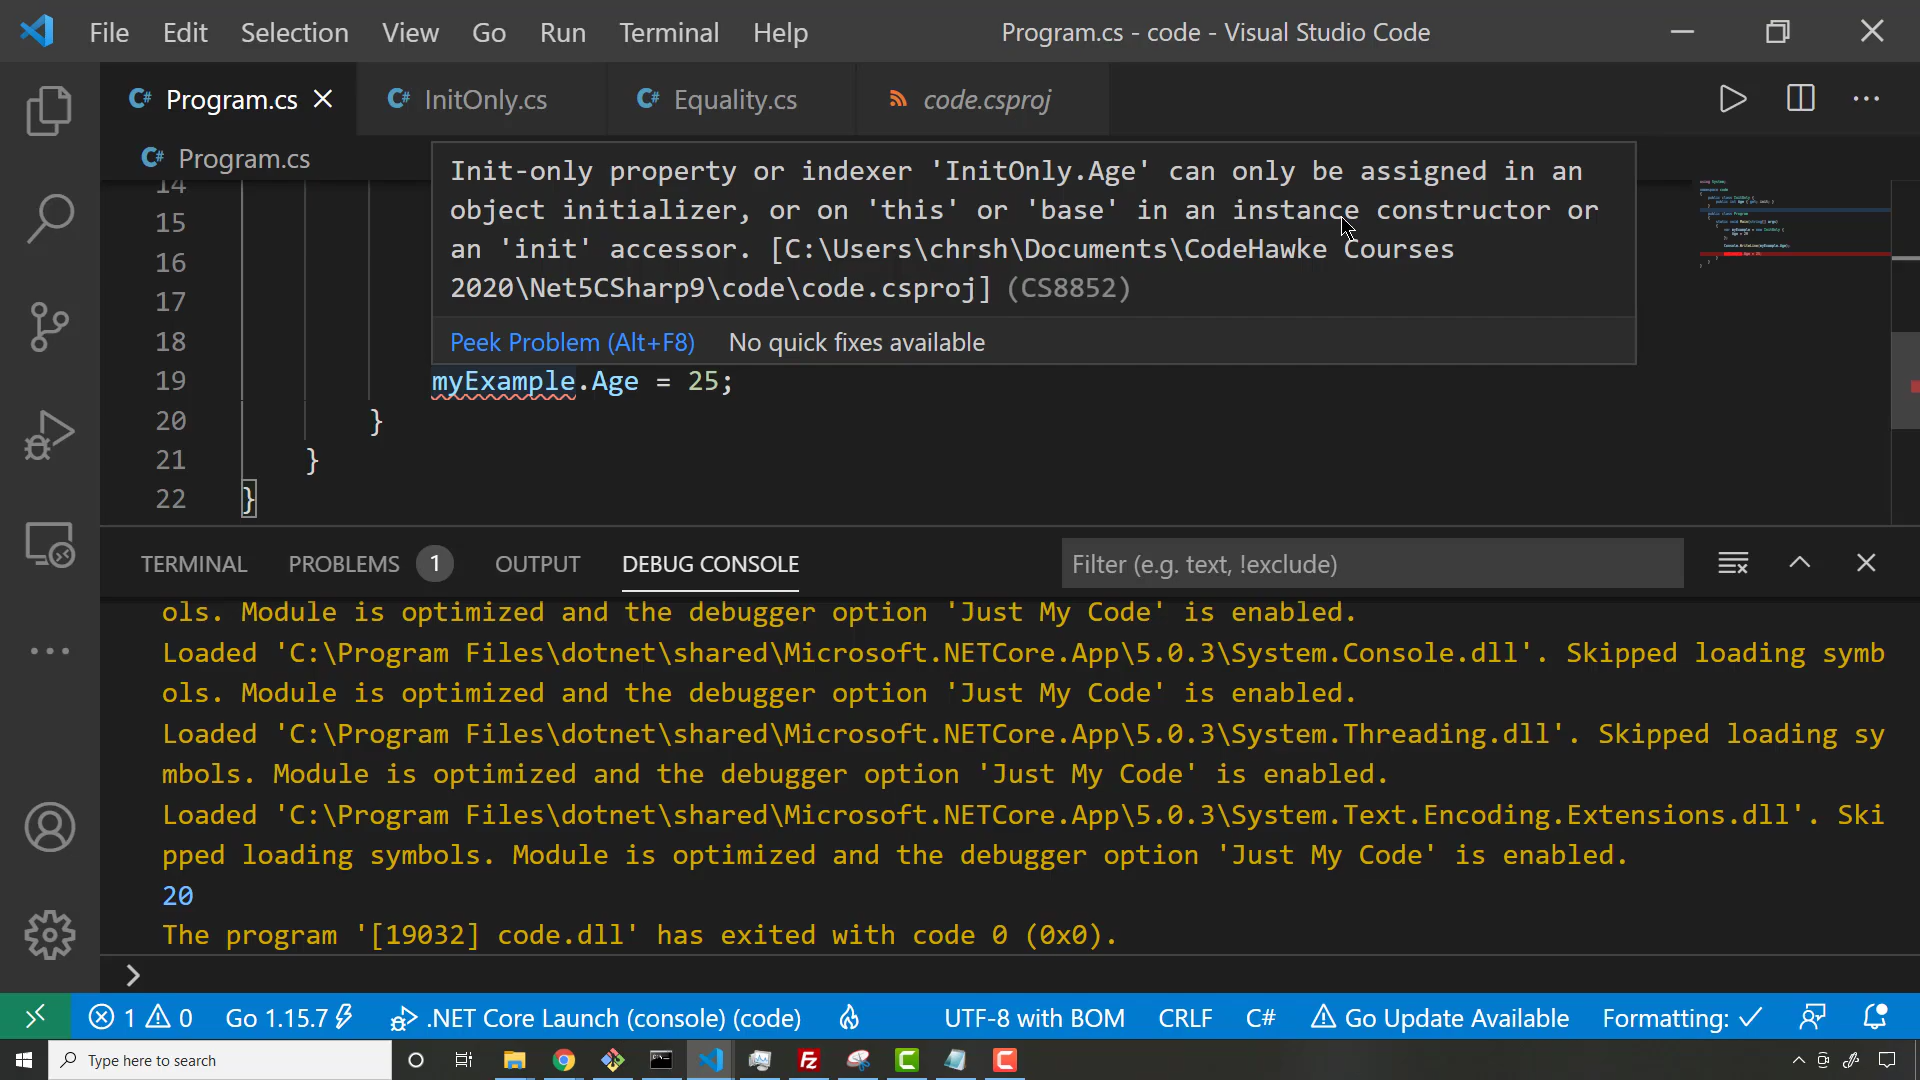 File Edit Selection View Go Run Terminal Help Program.cs - code - Visual Studio Code
C# Program.cs C# InitOnly.cs C# Equality.cs code.csproj
C# Program.cs
Init-only property or indexer 'InitOnly.Age' can only be assigned in an
object initializer, or on 'this' or 'base' in an instance constructor or
an 'init' accessor. [C:\Users\chrsh\Documents\CodeHawke Courses
2020\Net5CSharp9\code\code.csproj] (CS8852)
Peek Problem (Alt+F8) No quick fixes available
14
15
16
17
18
19 myExample.Age = 25;
20 }
21 }
22 }
TERMINAL PROBLEMS 1 OUTPUT DEBUG CONSOLE Filter (e.g. text, !exclude)
ols. Module is optimized and the debugger option 'Just My Code' is enabled.
Loaded 'C:\Program Files\dotnet\shared\Microsoft.NETCore.App\5.0.3\System.Console.dll'. Skipped loading symb
ols. Module is optimized and the debugger option 'Just My Code' is enabled.
Loaded 'C:\Program Files\dotnet\shared\Microsoft.NETCore.App\5.0.3\System.Threading.dll'. Skipped loading sy
mbols. Module is optimized and the debugger option 'Just My Code' is enabled.
Loaded 'C:\Program Files\dotnet\shared\Microsoft.NETCore.App\5.0.3\System.Text.Encoding.Extensions.dll'. Ski
pped loading symbols. Module is optimized and the debugger option 'Just My Code' is enabled.
20
The program '[19032] code.dll' has exited with code 0 (0x0).
1 0 Go 1.15.7 .NET Core Launch (console) (code) UTF-8 with BOM CRLF C# Go Update Available Formatting:
Type here to search